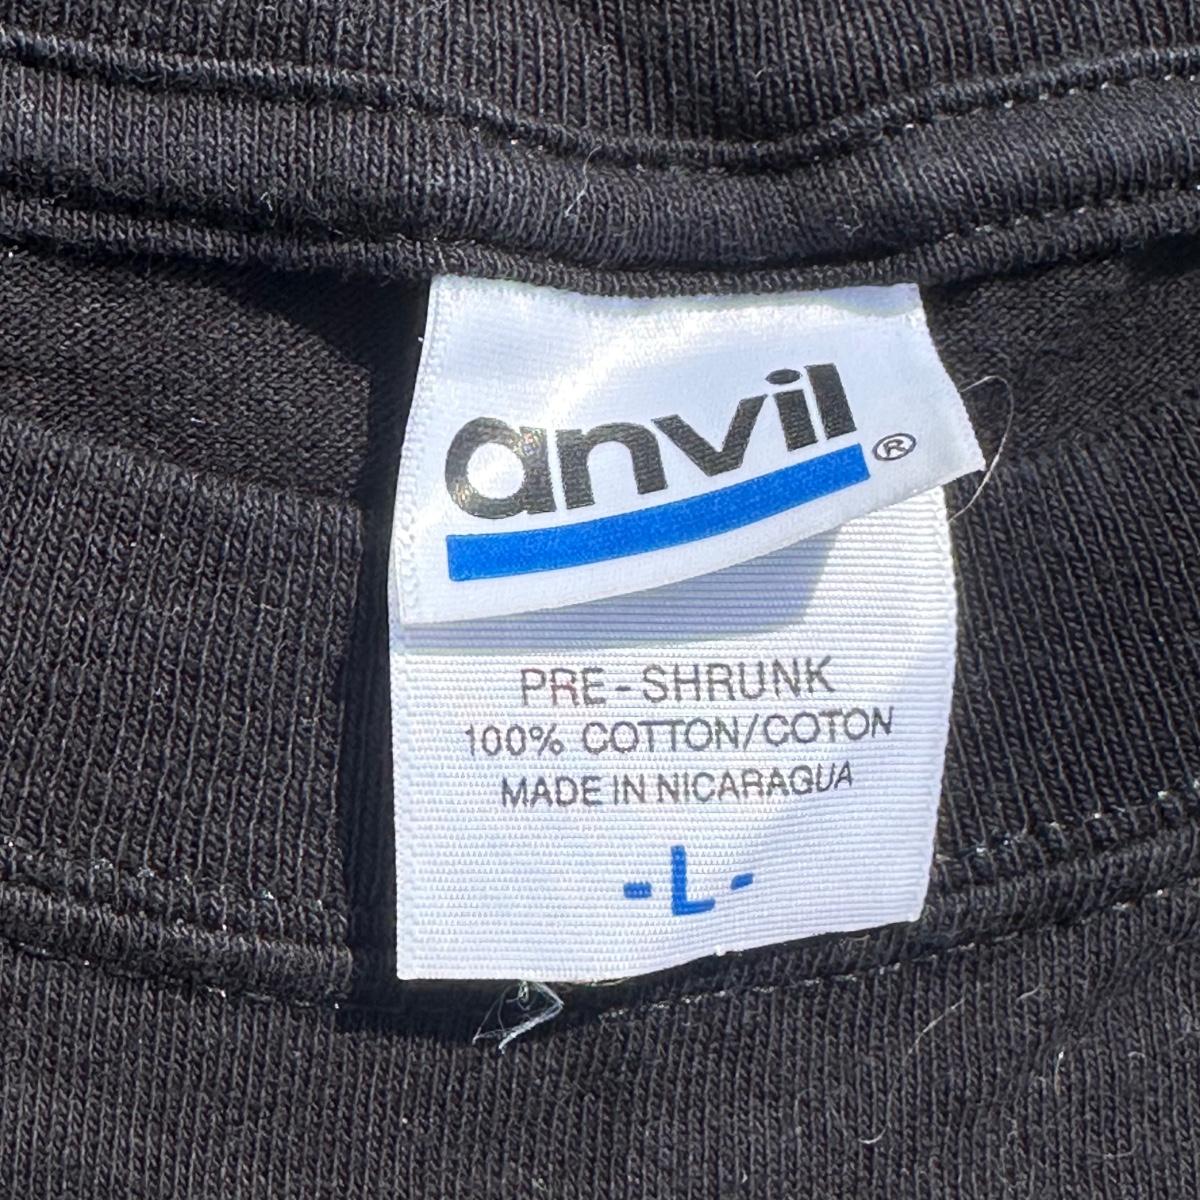 anvil®
PRE-SHRUNK
100% COTTON/COTON
MADE IN NICARAGUA
-L-